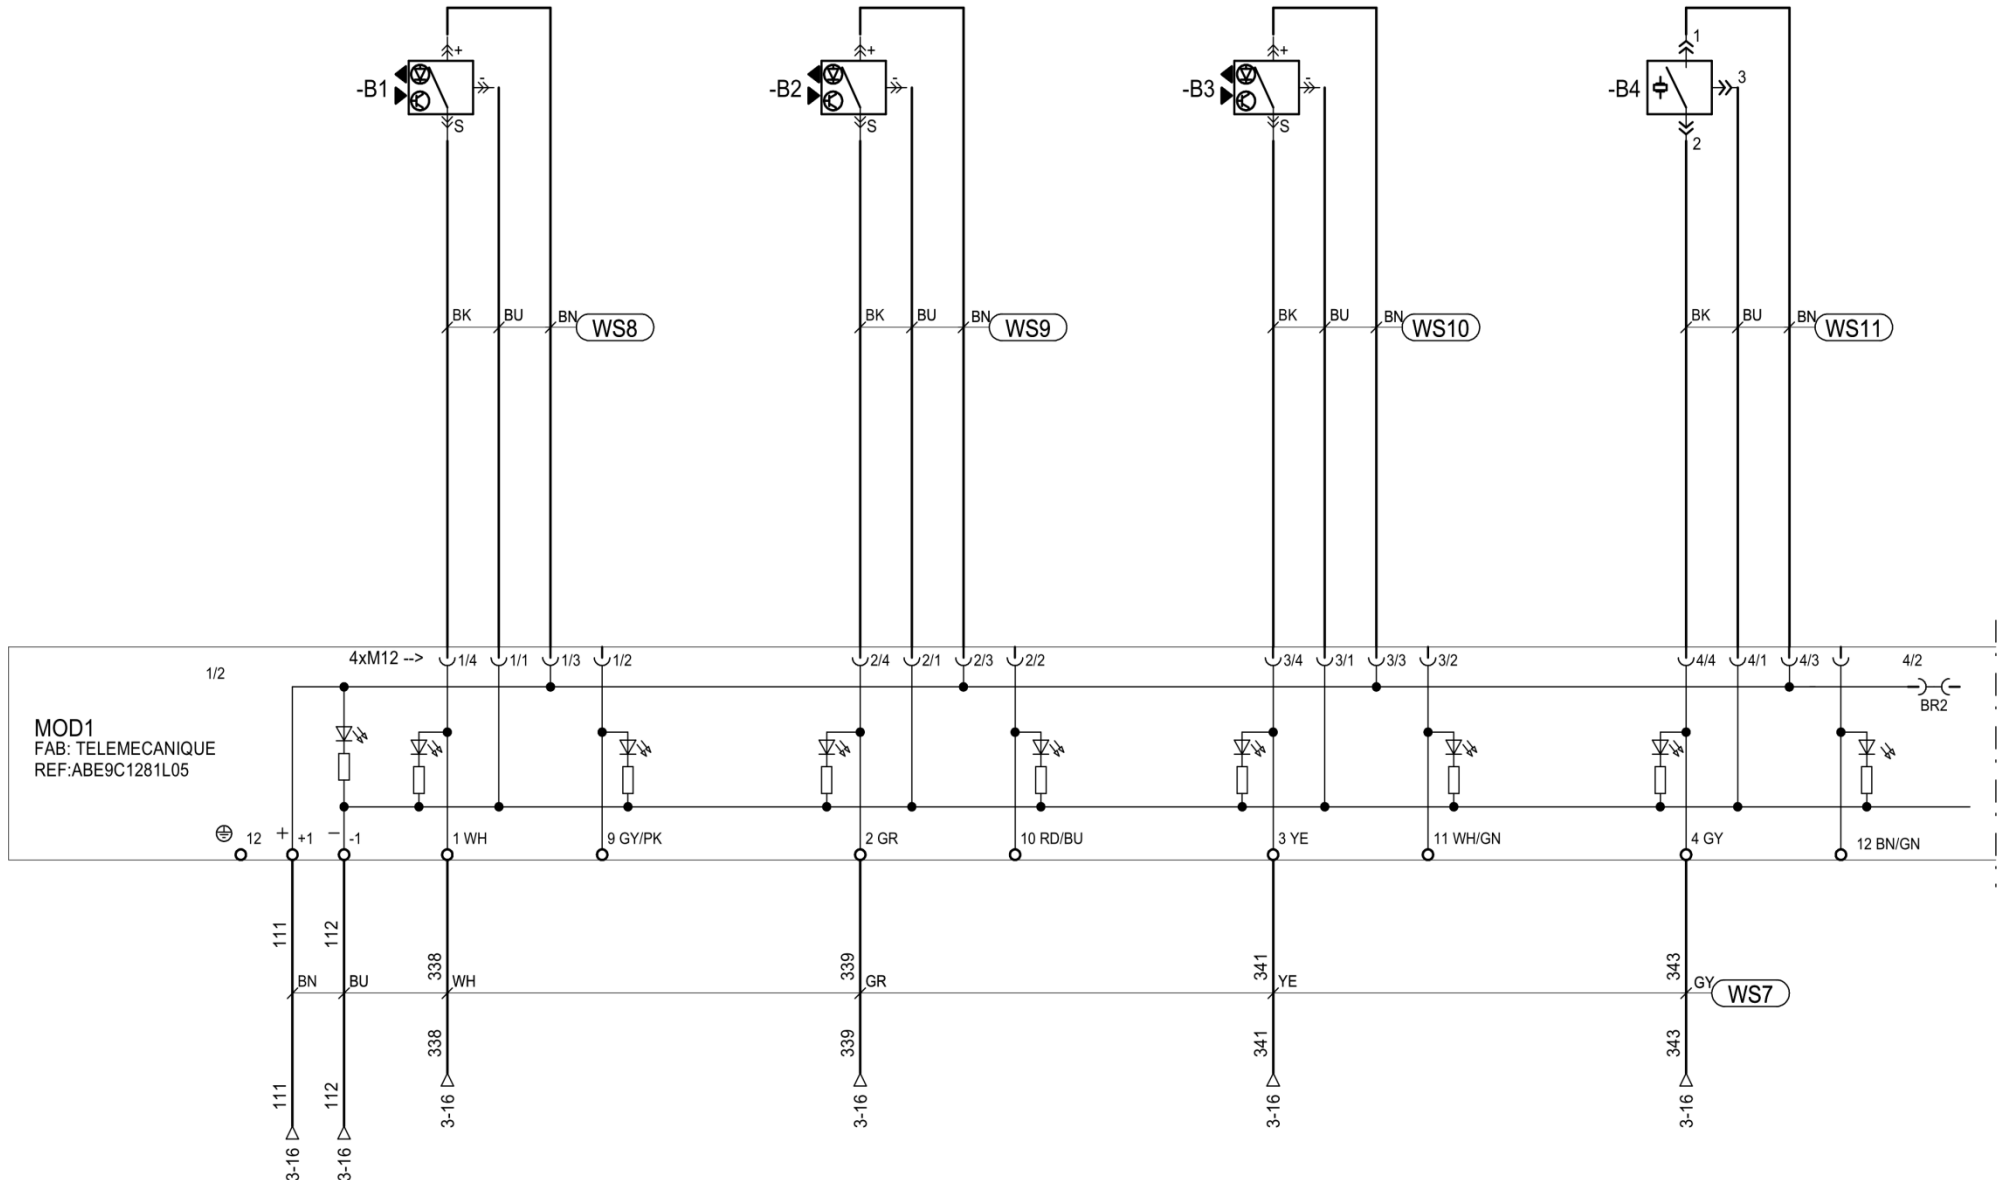 + + + 1
-B1 - -B2 - -B3 - -B4 3
S S S 2
BK BU BN WS8 BK BU BN WS9 BK BU BN WS10 BK BU BN WS11
1/2 4xM12 --> 1/4 1/1 1/3 1/2 2/4 2/1 2/3 2/2 3/4 3/1 3/3 3/2 4/4 4/1 4/3 4/2
BR2
MOD1
FAB: TELEMECANIQUE
REF:ABE9C1281L05
12 + +1 − -1 1 WH 9 GY/PK 2 GR 10 RD/BU 3 YE 11 WH/GN 4 GY 12 BN/GN
111 112 338 339 341 343
BN BU WH GR YE GY WS7
111 112 338 339 341 343
3-16 3-16 3-16 3-16 3-16 3-16